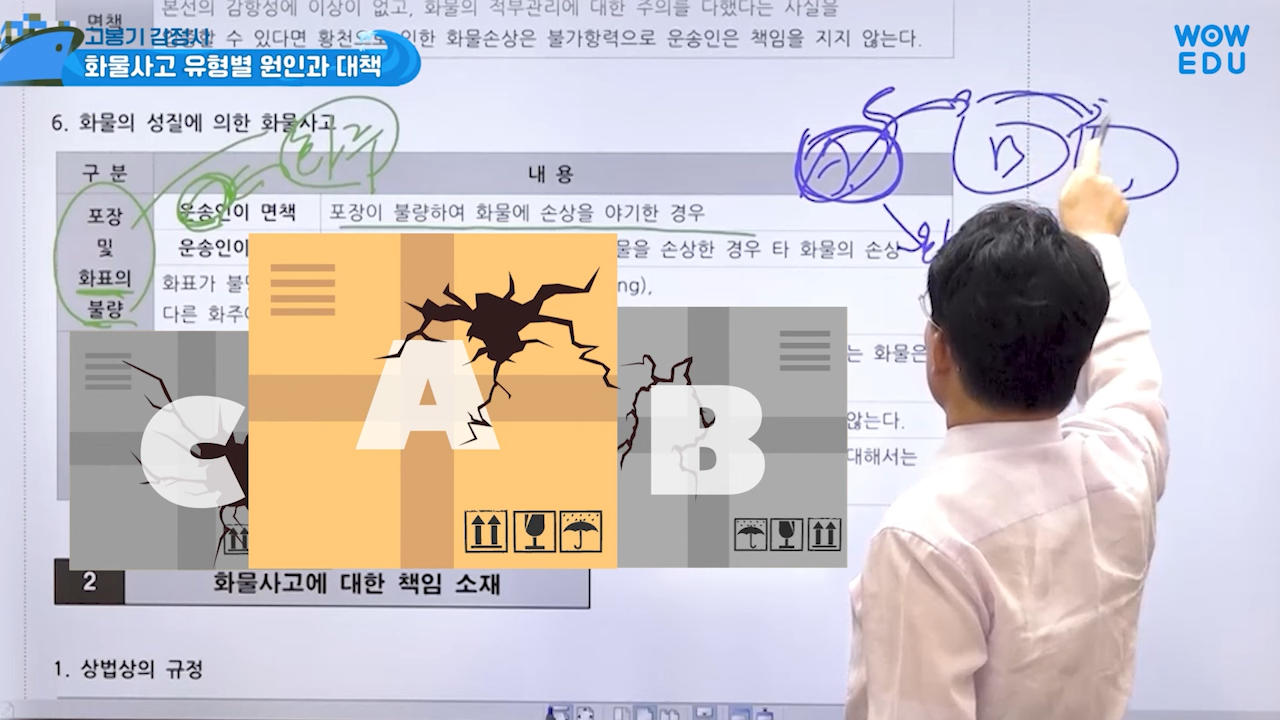 면책
본선의 감항성에 이상이 없고, 화물의 적부관리에 대한 주의를 다했다는 사실을
수 있다면 황천으로 인한 화물손상은 불가항력으로 운송인은 책임을 지지 않는다.
고봉기 감정사
화물사고 유형별 원인과 대책
WOW
EDU
6. 화물의 성질에 의한 화물사고
화주
A
B
구 분
내 용
포장
및
화표의
불량
운송인이 면책
포장이 불량하여 화물에 손상을 야기한 경우
운송인이
물을 손상한 경우 타 화물의 손상
화표가
ng),
다른 화주
는 화물은
않는다.
대해서는
C
A
B
2
화물사고에 대한 책임 소재
1. 상법상의 규정